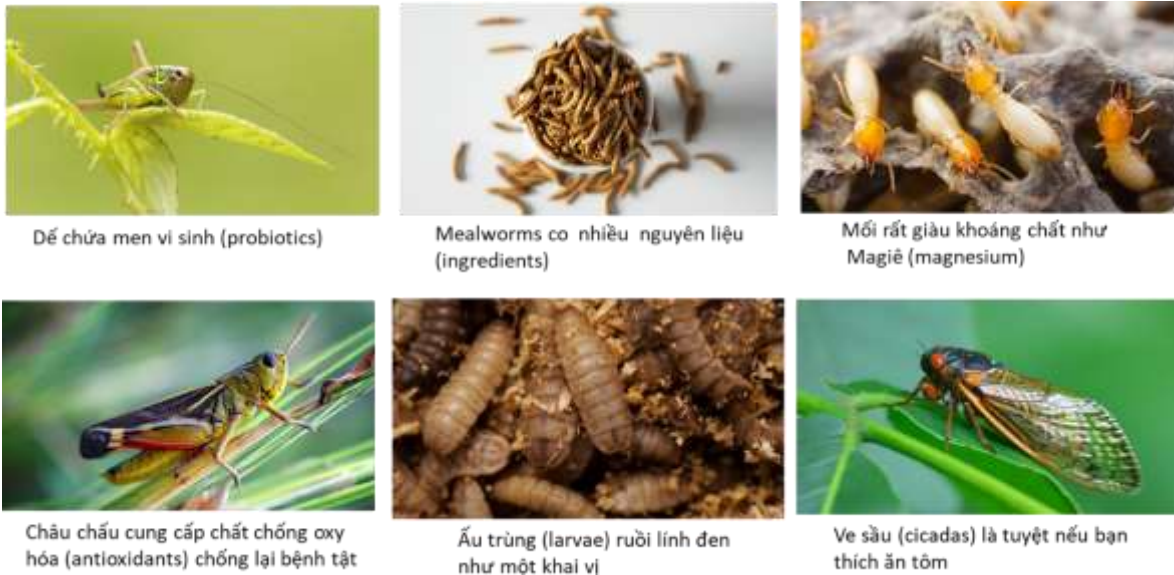 Dế chứa men vi sinh (probiotics)
Mealworms co nhiều nguyên liệu
(ingredients)
Mối rất giàu khoáng chất như
Magiê (magnesium)
Châu chấu cung cấp chất chống oxy
hóa (antioxidants) chống lại bệnh tật
Ấu trùng (larvae) ruồi lính đen
như một khai vị
Ve sầu (cicadas) là tuyệt nếu bạn
thích ăn tôm